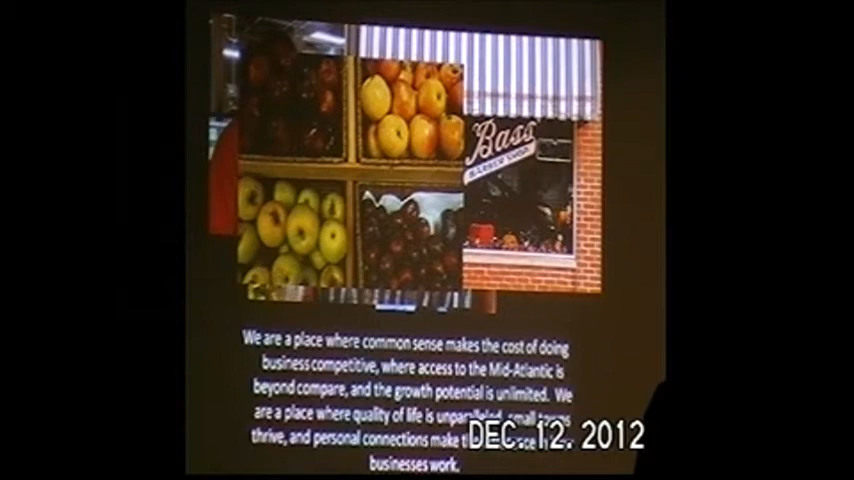 Bass
BARBER SHOP
We are a place where common sense makes the cost of doing
business competitive, where access to the Mid-Atlantic is
beyond compare, and the growth potential is unlimited. We
are a place where quality of life is unparalleled, small towns
thrive, and personal connections make
businesses work.
DEC. 12. 2012